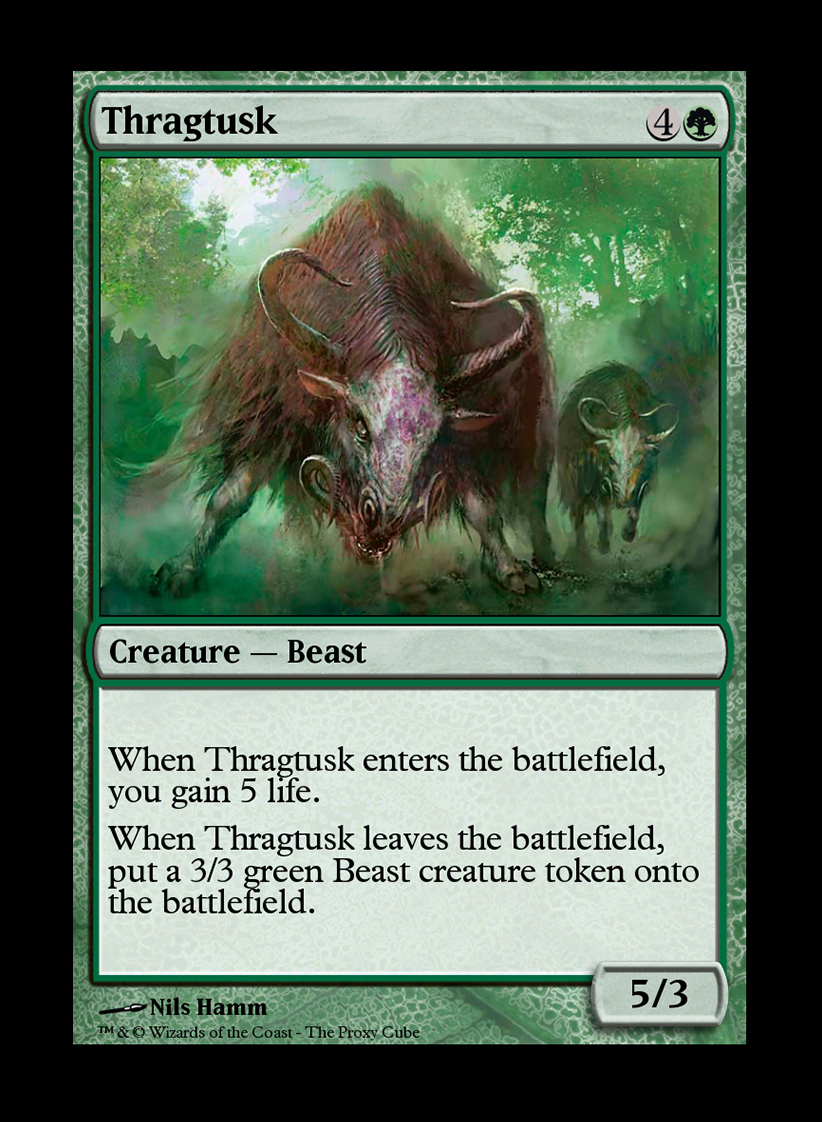 Thragtusk 4
Creature — Beast
When Thragtusk enters the battlefield,
you gain 5 life.
When Thragtusk leaves the battlefield,
put a 3/3 green Beast creature token onto
the battlefield.
5/3
Nils Hamm
™ & © Wizards of the Coast - The Proxy Cube